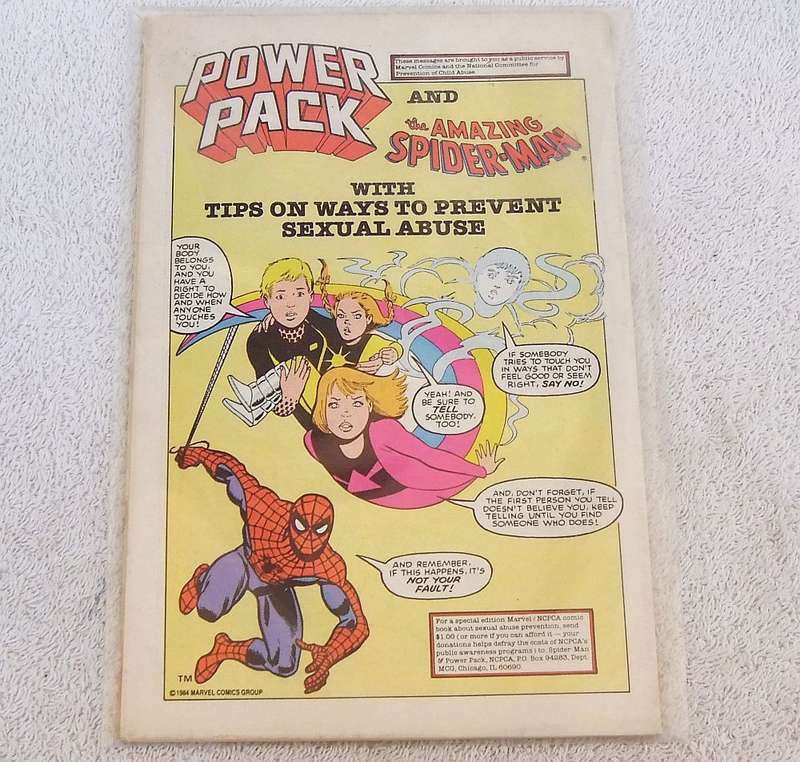 POWER
PACK
These messages are brought to you as a public service by
Marvel Comics and the National Committee for
Prevention of Child Abuse
AND
the AMAZING
SPIDER-MAN
WITH
TIPS ON WAYS TO PREVENT
SEXUAL ABUSE
YOUR
BODY
BELONGS
TO YOU,
AND YOU
HAVE A
RIGHT TO
DECIDE HOW
AND WHEN
ANYONE
TOUCHES
YOU!
IF SOMEBODY
TRIES TO TOUCH YOU
IN WAYS THAT DON'T
FEEL GOOD OR SEEM
RIGHT, SAY NO!
YEAH! AND
BE SURE TO
TELL
SOMEBODY,
TOO!
AND, DON'T FORGET, IF
THE FIRST PERSON YOU TELL
DOESN'T BELIEVE YOU, KEEP
TELLING UNTIL YOU FIND
SOMEONE WHO DOES!
AND REMEMBER,
IF THIS HAPPENS, IT'S
NOT YOUR
FAULT!
For a special edition Marvel/NCPCA comic
book about sexual abuse prevention, send
$1.00 (or more if you can afford it — your
donations helps defray the costs of NCPCA's
public awareness programs) to: Spider-Man
& Power Pack, NCPCA, P.O. Box 94283, Dept.
MCG, Chicago, IL 60690.
TM
© 1984 MARVEL COMICS GROUP